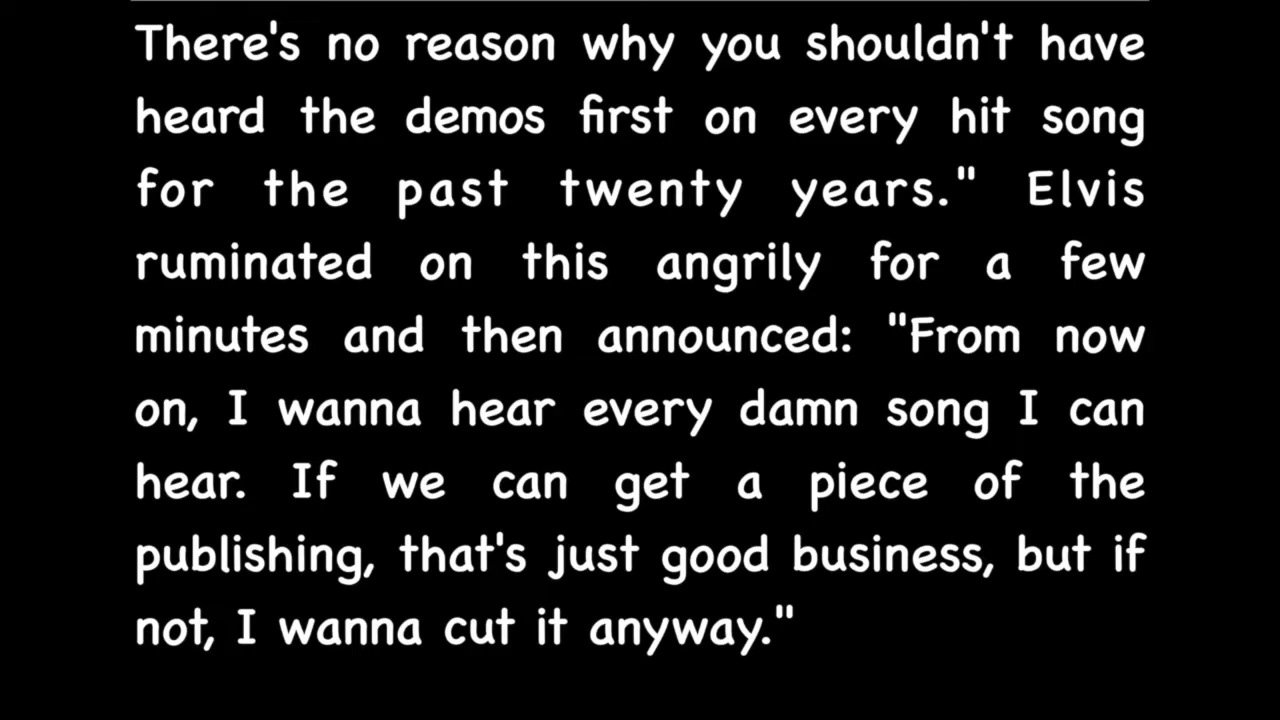 There's no reason why you shouldn't have
heard the demos first on every hit song
for the past twenty years." Elvis
ruminated on this angrily for a few
minutes and then announced: "From now
on, I wanna hear every damn song I can
hear. If we can get a piece of the
publishing, that's just good business, but if
not, I wanna cut it anyway."